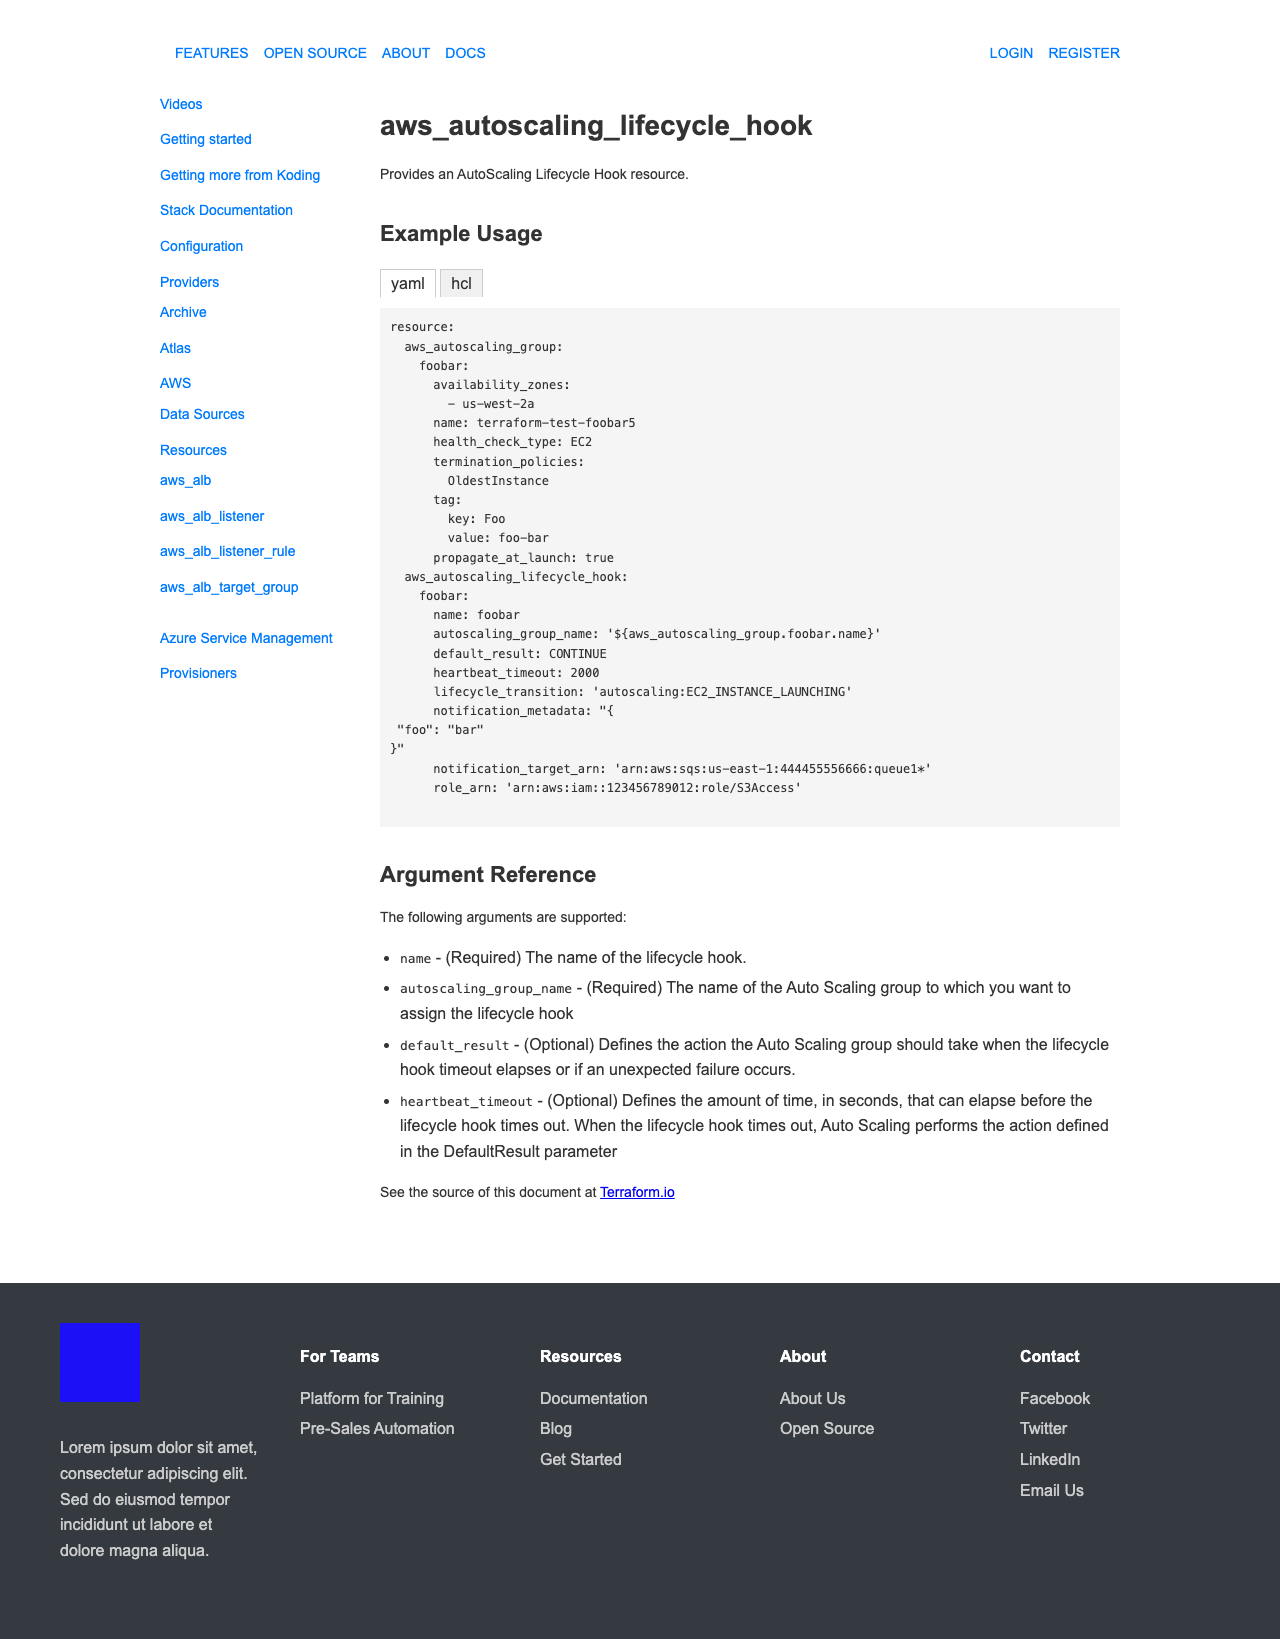 FEATURES OPEN SOURCE ABOUT DOCS LOGIN REGISTER
Videos
Getting started
Getting more from Koding
Stack Documentation
Configuration
Providers
Archive
Atlas
AWS
Data Sources
Resources
aws_alb
aws_alb_listener
aws_alb_listener_rule
aws_alb_target_group
Azure Service Management
Provisioners
aws_autoscaling_lifecycle_hook
Provides an AutoScaling Lifecycle Hook resource.
Example Usage
yaml hcl
resource:
  aws_autoscaling_group:
    foobar:
      availability_zones:
        - us-west-2a
      name: terraform-test-foobar5
      health_check_type: EC2
      termination_policies:
        OldestInstance
      tag:
        key: Foo
        value: foo-bar
      propagate_at_launch: true
  aws_autoscaling_lifecycle_hook:
    foobar:
      name: foobar
      autoscaling_group_name: '${aws_autoscaling_group.foobar.name}'
      default_result: CONTINUE
      heartbeat_timeout: 2000
      lifecycle_transition: 'autoscaling:EC2_INSTANCE_LAUNCHING'
      notification_metadata: "{
 "foo": "bar"
}"
      notification_target_arn: 'arn:aws:sqs:us-east-1:444455556666:queue1*'
      role_arn: 'arn:aws:iam::123456789012:role/S3Access'
Argument Reference
The following arguments are supported:
• name - (Required) The name of the lifecycle hook.
• autoscaling_group_name - (Required) The name of the Auto Scaling group to which you want to
assign the lifecycle hook
• default_result - (Optional) Defines the action the Auto Scaling group should take when the lifecycle
hook timeout elapses or if an unexpected failure occurs.
• heartbeat_timeout - (Optional) Defines the amount of time, in seconds, that can elapse before the
lifecycle hook times out. When the lifecycle hook times out, Auto Scaling performs the action defined
in the DefaultResult parameter
See the source of this document at Terraform.io
Lorem ipsum dolor sit amet,
consectetur adipiscing elit.
Sed do eiusmod tempor
incididunt ut labore et
dolore magna aliqua.
For Teams
Platform for Training
Pre-Sales Automation
Resources
Documentation
Blog
Get Started
About
About Us
Open Source
Contact
Facebook
Twitter
LinkedIn
Email Us